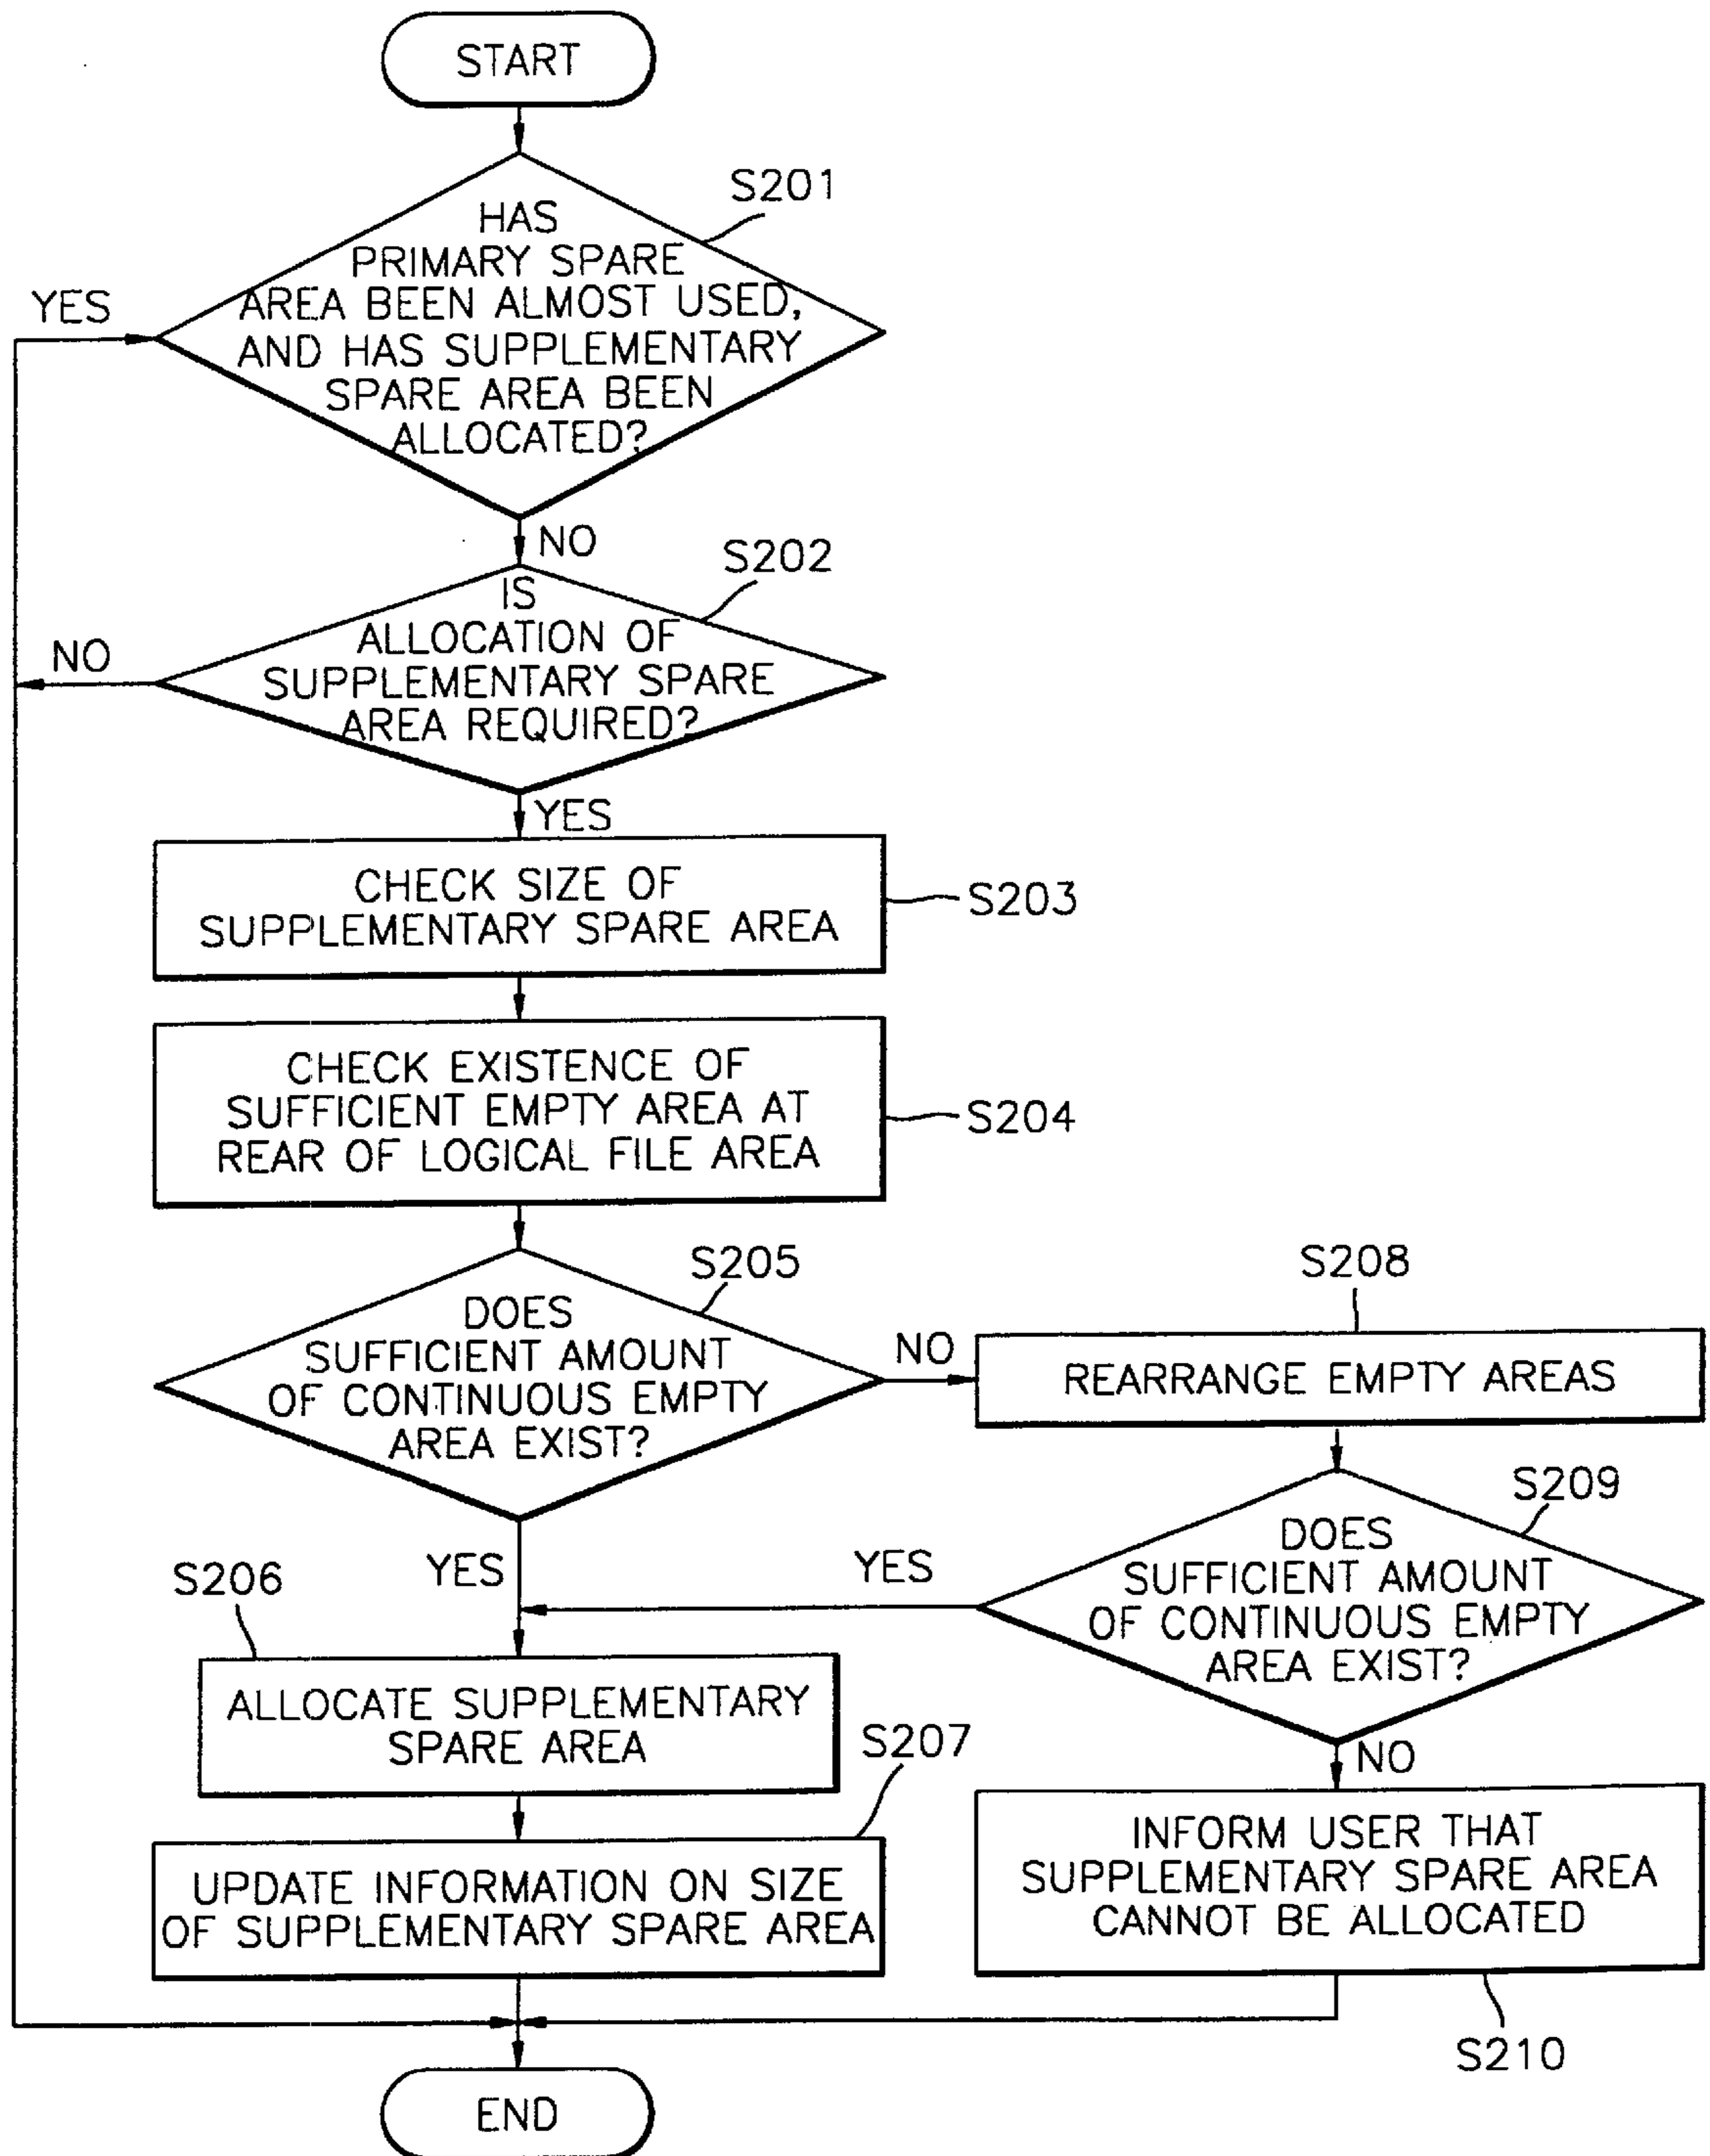 START
S201
HAS
PRIMARY SPARE
AREA BEEN ALMOST USED,
AND HAS SUPPLEMENTARY
SPARE AREA BEEN
ALLOCATED?
YES
NO
S202
IS
ALLOCATION OF
SUPPLEMENTARY SPARE
AREA REQUIRED?
NO
YES
CHECK SIZE OF
SUPPLEMENTARY SPARE AREA
S203
CHECK EXISTENCE OF
SUFFICIENT EMPTY AREA AT
REAR OF LOGICAL FILE AREA
S204
S205
DOES
SUFFICIENT AMOUNT
OF CONTINUOUS EMPTY
AREA EXIST?
NO
S208
REARRANGE EMPTY AREAS
S209
DOES
SUFFICIENT AMOUNT
OF CONTINUOUS EMPTY
AREA EXIST?
YES
YES
S206
ALLOCATE SUPPLEMENTARY
SPARE AREA
S207
UPDATE INFORMATION ON SIZE
OF SUPPLEMENTARY SPARE AREA
NO
INFORM USER THAT
SUPPLEMENTARY SPARE AREA
CANNOT BE ALLOCATED
S210
END